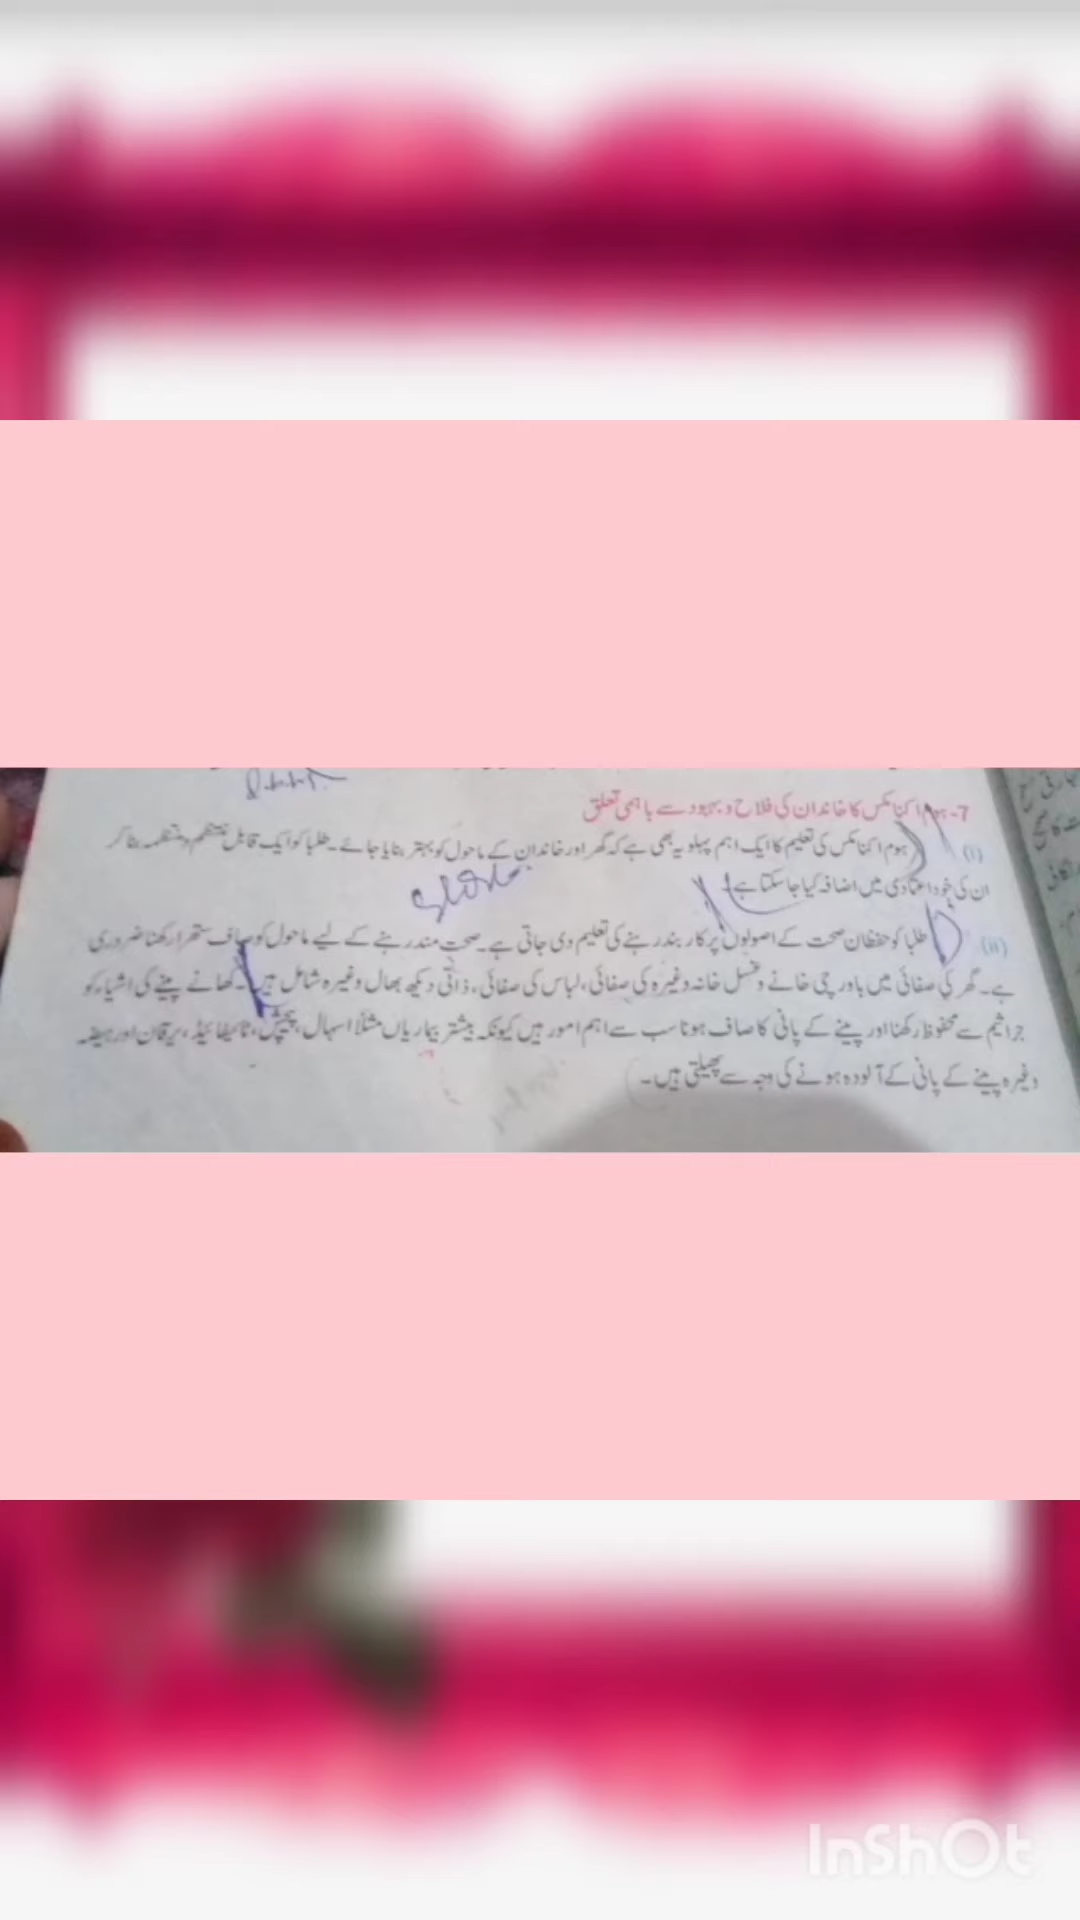 7- ہوم اکنامکس کا خاندان کی فلاح و بہبود سے باہمی تعلق
(i) ہوم اکنامکس کی تعلیم کا ایک اہم پہلو یہ بھی ہے کہ گھر اور خاندان کے ماحول کو بہتر بنایا جائے۔ طلبا کو ایک قابل منتظم و منتظمہ بنا کر
ان کی خود اعتمادی میں اضافہ کیا جا سکتا ہے۔
(ii) طلبا کو حفظان صحت کے اصولوں پر کاربند رہنے کی تعلیم دی جاتی ہے۔ صحت مند رہنے کے لیے ماحول کو صاف ستھرا رکھنا ضروری
ہے۔ گھر کی صفائی میں باورچی خانے و غسل خانہ وغیرہ کی صفائی، لباس کی صفائی، ذاتی دیکھ بھال وغیرہ شامل ہیں۔ کھانے پینے کی اشیاء کو
جراثیم سے محفوظ رکھنا اور پینے کے پانی کا صاف ہونا سب سے اہم امور ہیں کیونکہ بیشتر بیماریاں مثلاً اسہال، پیچش، ٹائیفائیڈ، یرقان اور ہیضہ
وغیرہ پینے کے پانی کے آلودہ ہونے کی وجہ سے پھیلتی ہیں۔
InShOt